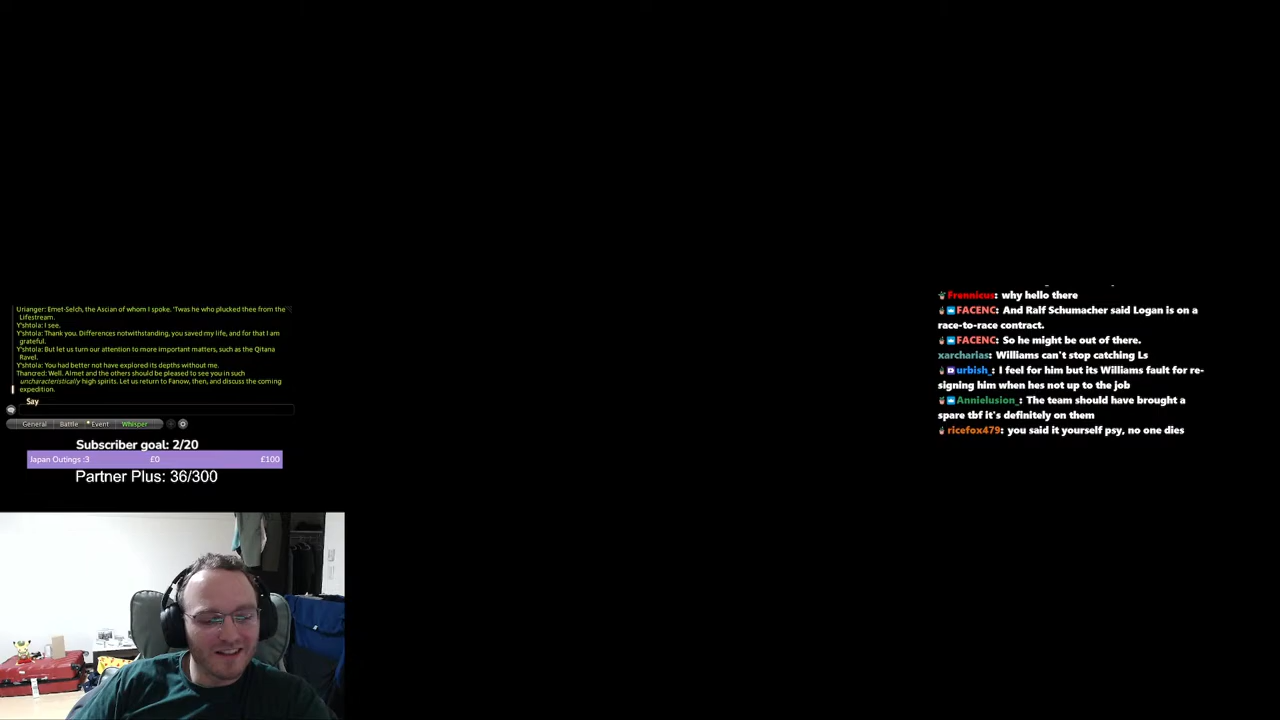 Urianger: Emet-Selch, the Ascian of whom I spoke. 'Twas he who plucked thee from the
Lifestream.
Y'shtola: I see.
Y'shtola: Thank you. Differences notwithstanding, you saved my life, and for that I am
grateful.
Y'shtola: But let us turn our attention to more important matters, such as the Qitana
Ravel.
Y'shtola: You had better not have explored its depths without me.
Thancred: Well. Almet and the others should be pleased to see you in such
uncharacteristically high spirits. Let us return to Fanow, then, and discuss the coming
expedition.
Say
General Battle Event Whisper
Subscriber goal: 2/20
Japan Outings :3 £0 £100
Partner Plus: 36/300
Frennicus: why hello there
FACENC: And Ralf Schumacher said Logan is on a
race-to-race contract.
FACENC: So he might be out of there.
xarcharias: Williams can't stop catching Ls
urbish_: I feel for him but its Williams fault for re-
signing him when hes not up to the job
Annielusion_: The team should have brought a
spare tbf it's definitely on them
ricefox479: you said it yourself psy, no one dies